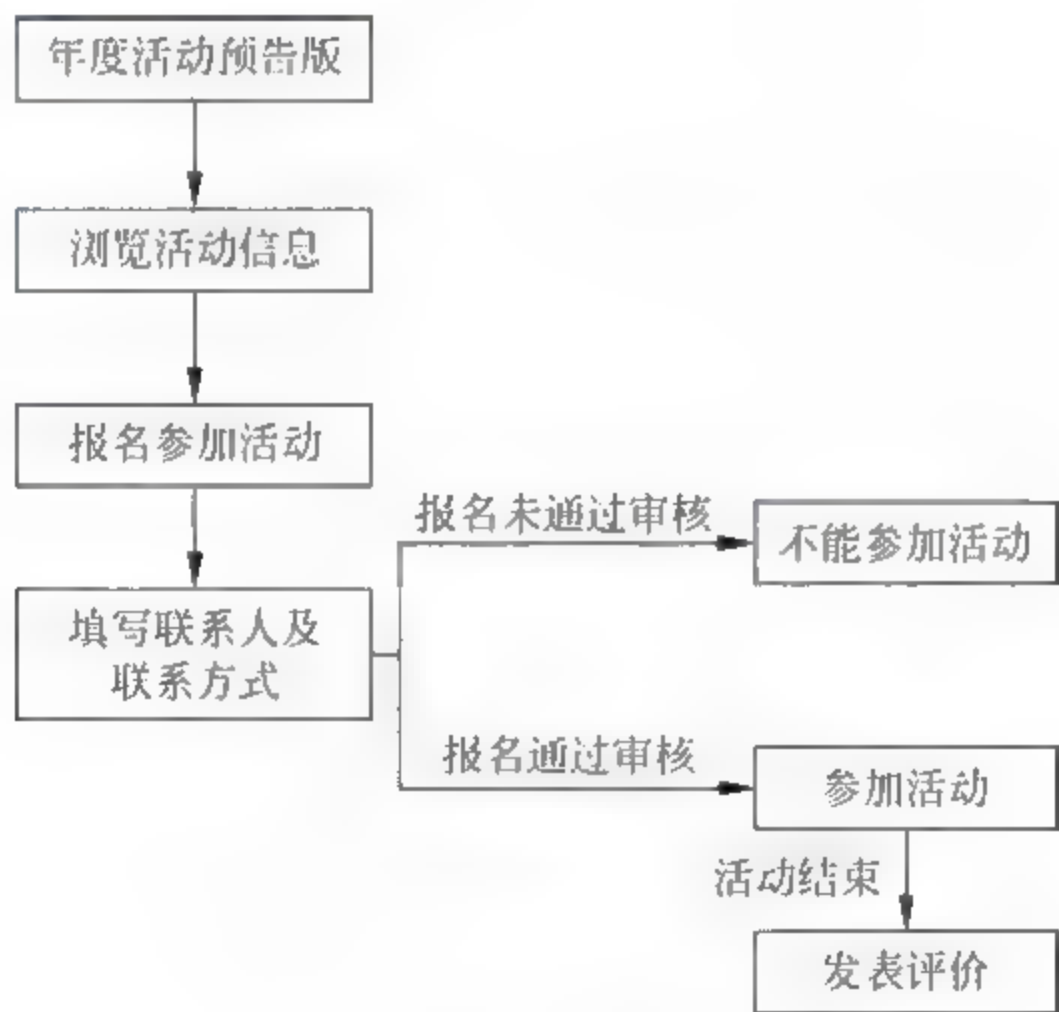 年度活动预告版
浏览活动信息
报名参加活动
报名未通过审核
不能参加活动
填写联系人及
联系方式
报名通过审核
参加活动
活动结束
发表评价